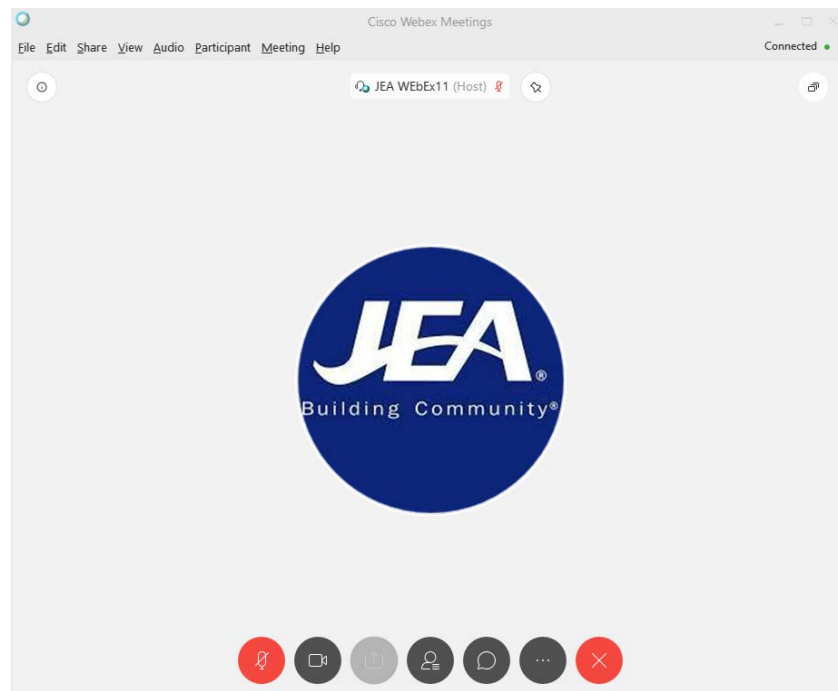 Cisco Webex Meetings
File Edit Share View Audio Participant Meeting Help
Connected
JEA WEbEx11 (Host)
JEA®
Building Community®